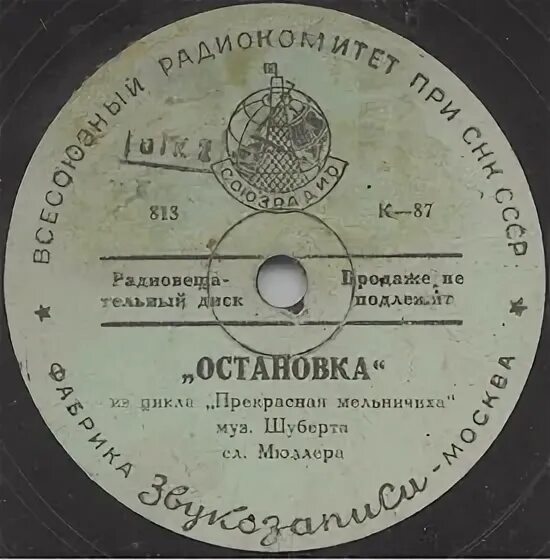 ВСЕСОЮЗНЫЙ РАДИОКОМИТЕТ ПРИ СНК СССР
СОЮЗРАДИО
813
К—87
Радиовеща-
тельный диск
Продаже не
подлежит
„ОСТАНОВКА“
из цикла „Прекрасная мельничиха“
муз. Шуберта
сл. Мюллера
ФАБРИКА Звукозаписи - МОСКВА